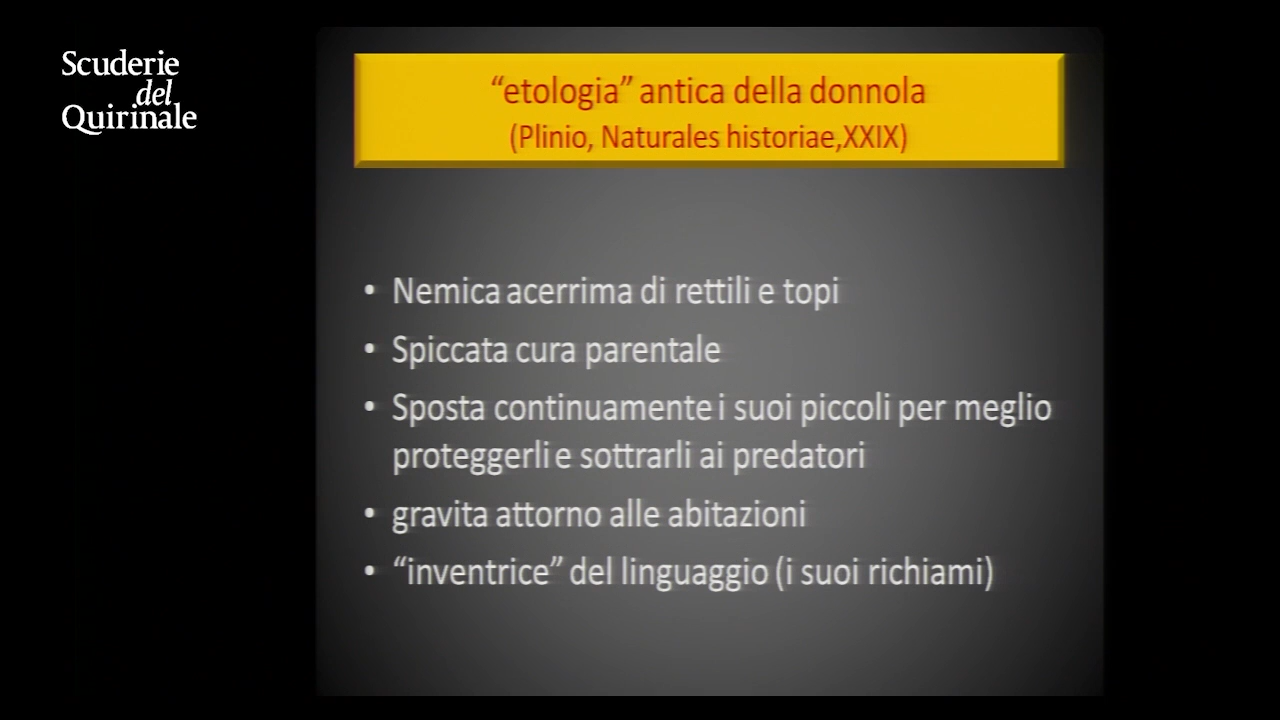 Scuderie
del
Quirinale
“etologia” antica della donnola
(Plinio, Naturales historiae,XXIX)
• Nemica acerrima di rettili e topi
• Spiccata cura parentale
• Sposta continuamente i suoi piccoli per meglio
proteggerli e sottrarli ai predatori
• gravita attorno alle abitazioni
• “inventrice” del linguaggio (i suoi richiami)